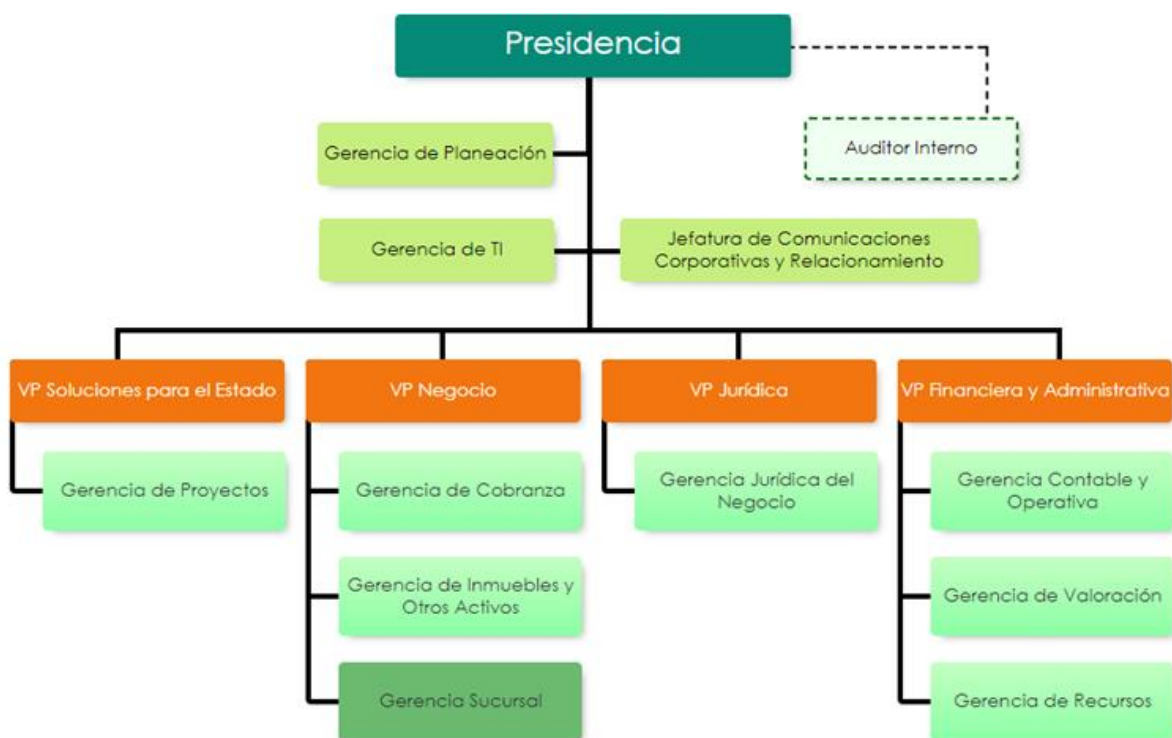 Presidencia
Auditor Interno
Gerencia de Planeación
Gerencia de TI
Jefatura de Comunicaciones
Corporativas y Relacionamiento
VP Soluciones para el Estado
VP Negocio
VP Jurídica
VP Financiera y Administrativa
Gerencia de Proyectos
Gerencia de Cobranza
Gerencia Jurídica del
Negocio
Gerencia Contable y
Operativa
Gerencia de Inmuebles y
Otros Activos
Gerencia de Valoración
Gerencia Sucursal
Gerencia de Recursos